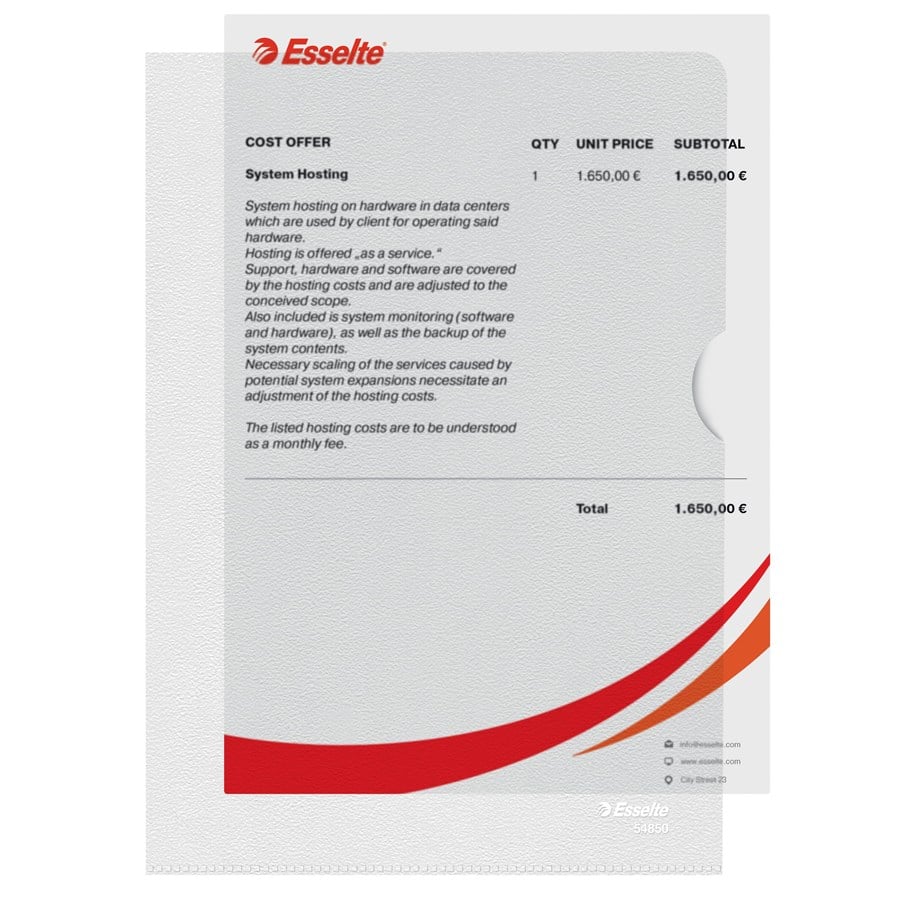 Esselte
COST OFFER QTY UNIT PRICE SUBTOTAL
System Hosting 1 1.650,00 € 1.650,00 €
System hosting on hardware in data centers
which are used by client for operating said
hardware.
Hosting is offered „as a service.“
Support, hardware and software are covered
by the hosting costs and are adjusted to the
conceived scope.
Also included is system monitoring (software
and hardware), as well as the backup of the
system contents.
Necessary scaling of the services caused by
potential system expansions necessitate an
adjustment of the hosting costs.
The listed hosting costs are to be understood
as a monthly fee.
Total 1.650,00 €
info@esselte.com
www.esselte.com
City Street 23
Esselte
54850